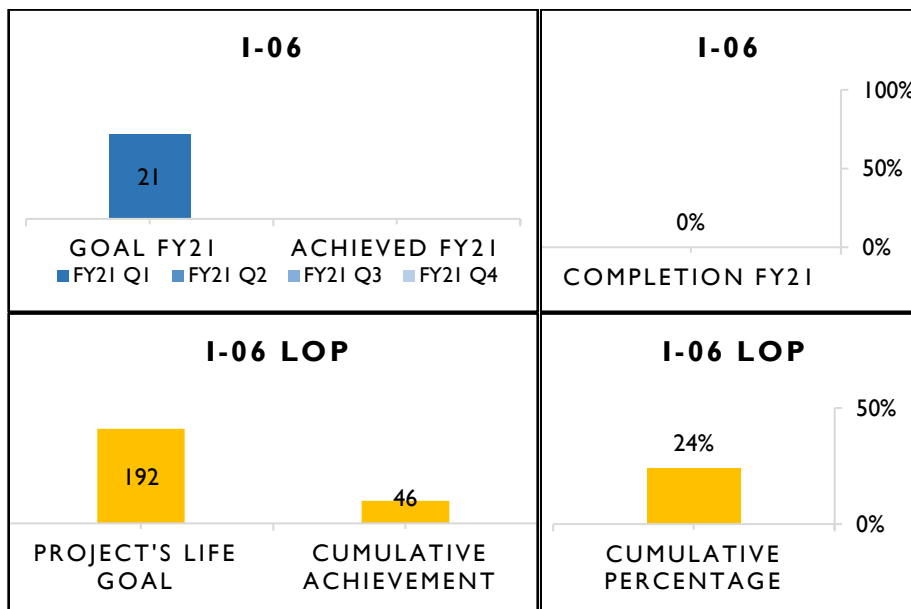 I-06
21
GOAL FY21
ACHIEVED FY21
FY21 Q1
FY21 Q2
FY21 Q3
FY21 Q4
I-06
100%
50%
0%
0%
COMPLETION FY21
I-06 LOP
192
46
PROJECT'S LIFE
GOAL
CUMULATIVE
ACHIEVEMENT
I-06 LOP
50%
24%
0%
CUMULATIVE
PERCENTAGE